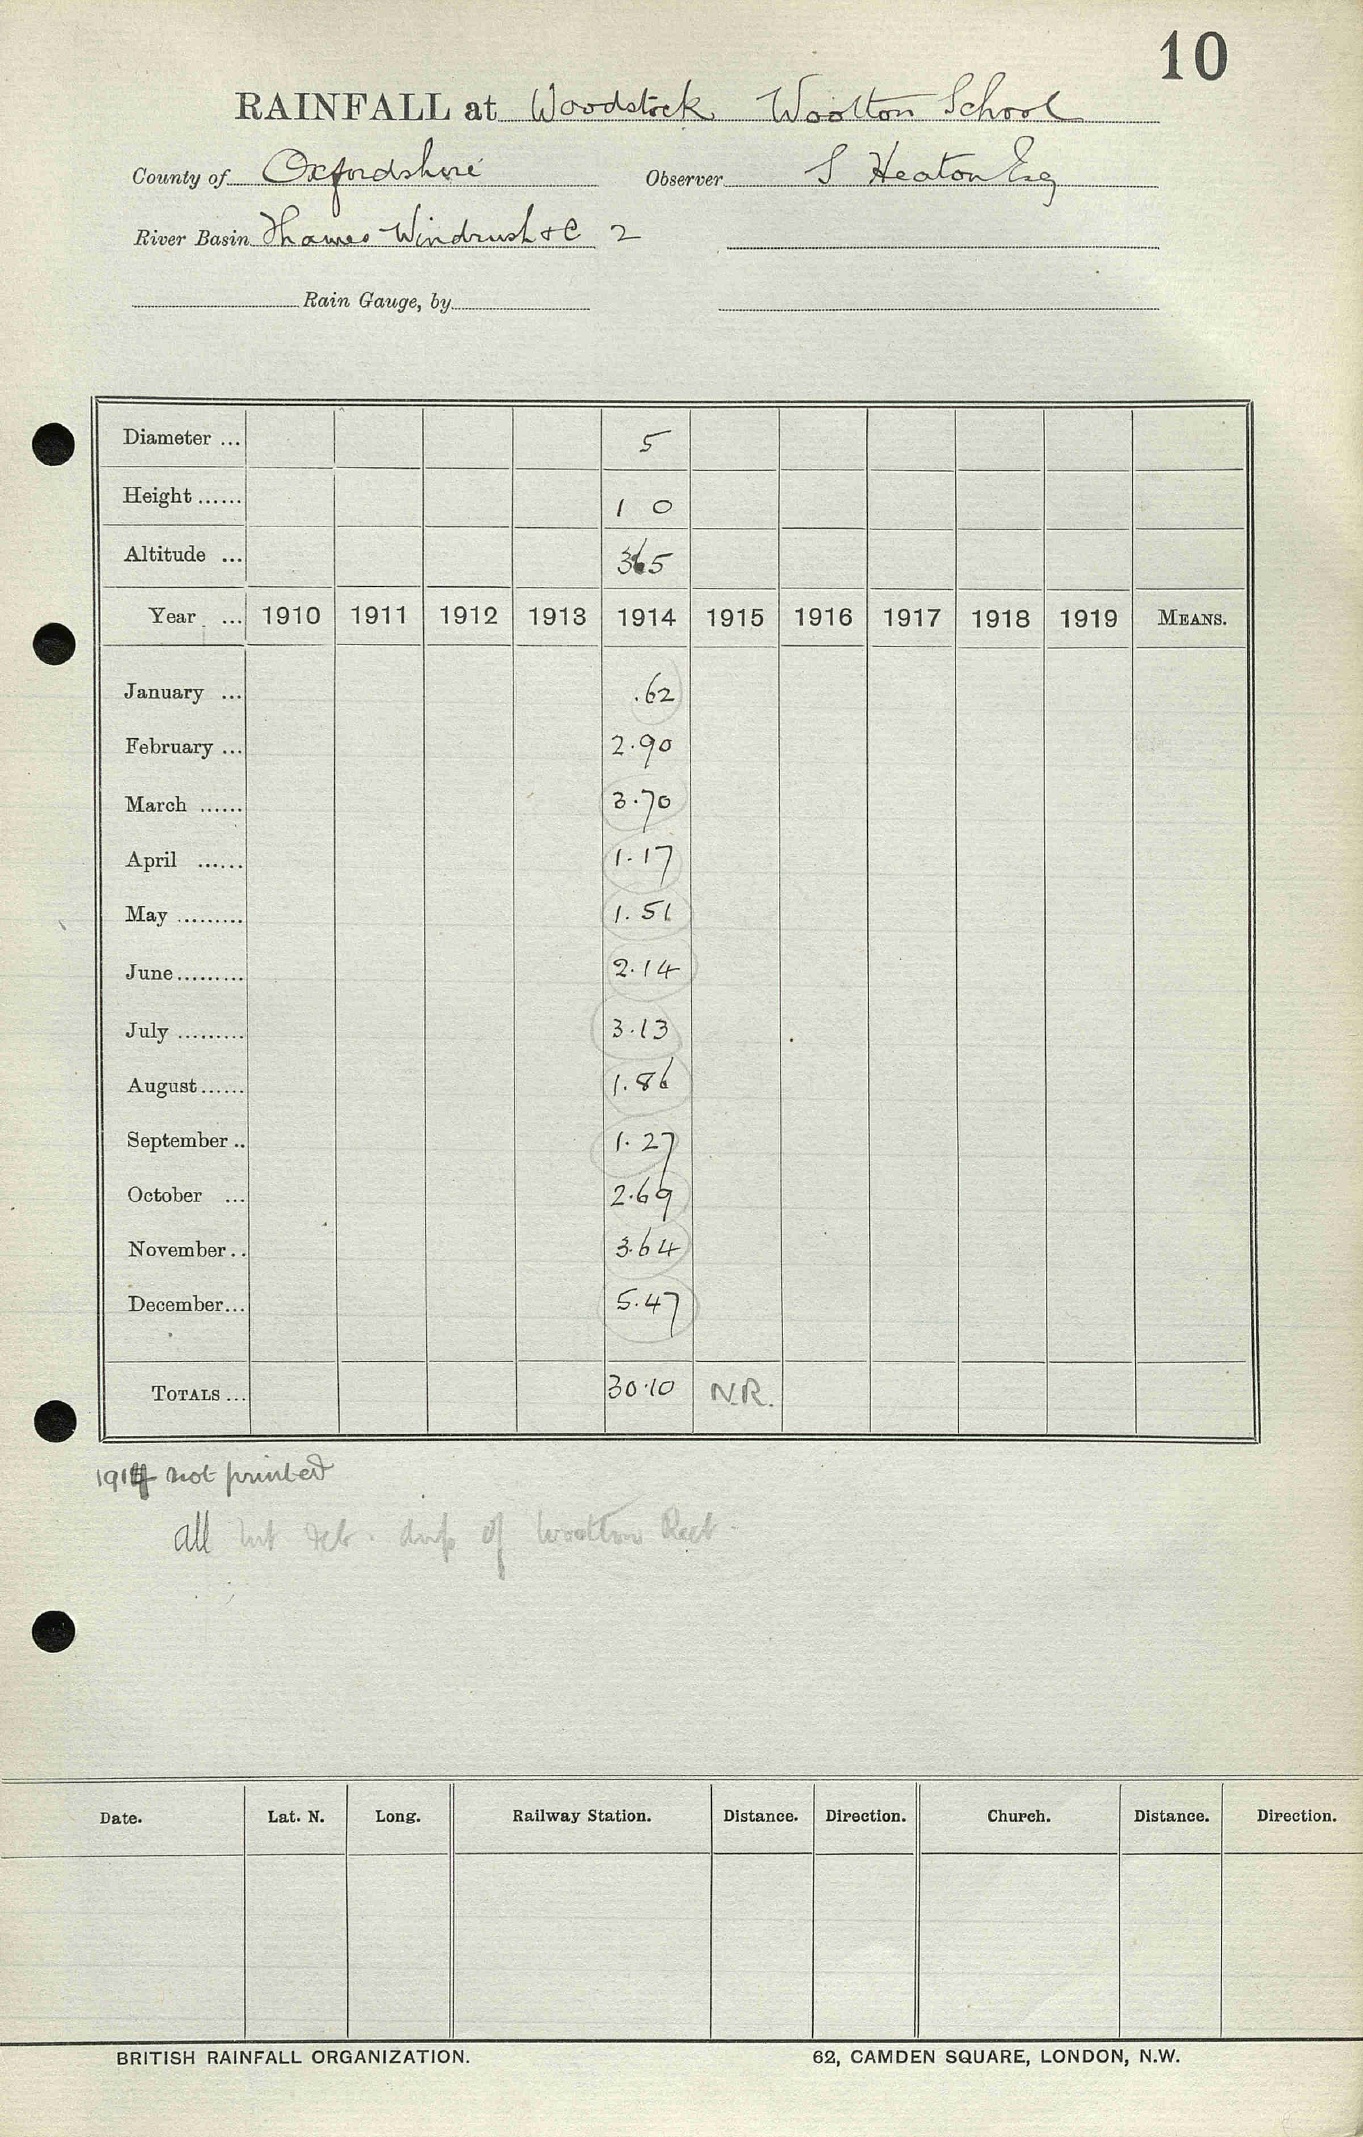 10
RAINFALL at Woodstock Wootton School
County of Oxfordshire Observer S Heaton Esq
River Basin Thames Windrush &C 2
Rain Gauge, by
Diameter ... 5
Height ...... 1 0
Altitude ... 365
Year ... 1910 1911 1912 1913 1914 1915 1916 1917 1918 1919 MEANS.
January ... .62
February ... 2.90
March ...... 3.70
April ...... 1.17
May ......... 1.51
June ......... 2.14
July ......... 3.13
August ...... 1.86
September .. 1.27
October ... 2.69
November .. 3.64
December ... 5.47
TOTALS ... 30.10 N.R.
1914 not printed
all but Feb. dup of Wootton Rect
Date. Lat. N. Long. Railway Station. Distance. Direction. Church. Distance. Direction.
BRITISH RAINFALL ORGANIZATION. 62, CAMDEN SQUARE, LONDON, N.W.